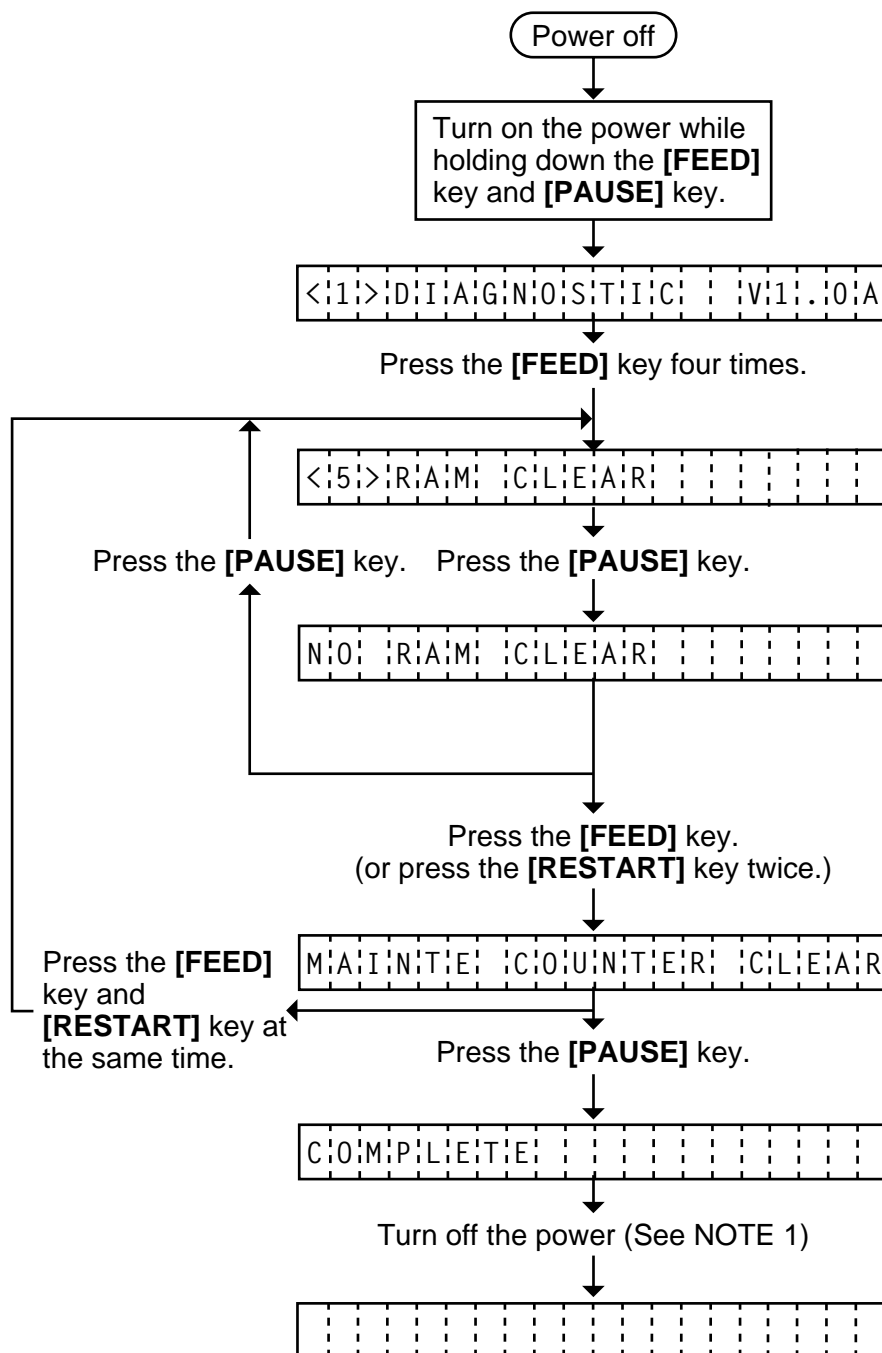 Power off
Turn on the power while
holding down the [FEED]
key and [PAUSE] key.
<1>DIAGNOSTIC  V1.0A
Press the [FEED] key four times.
<5>RAM CLEAR
Press the [PAUSE] key.
Press the [PAUSE] key.
NO RAM CLEAR
Press the [FEED] key.
(or press the [RESTART] key twice.)
MAINTE COUNTER CLEAR
Press the [FEED]
key and
[RESTART] key at
the same time.
Press the [PAUSE] key.
COMPLETE
Turn off the power (See NOTE 1)